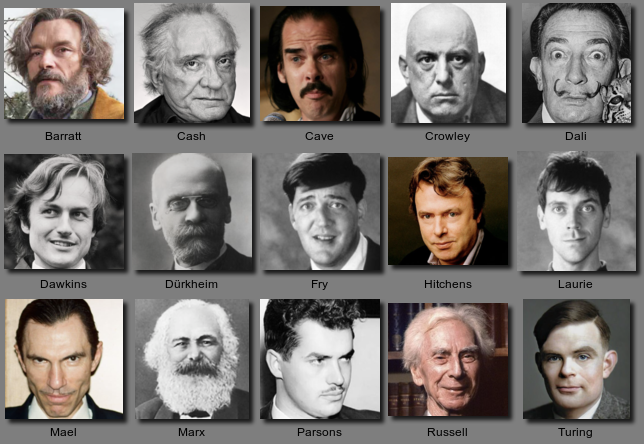 Barratt Cash Cave Crowley Dali
Dawkins Dürkheim Fry Hitchens Laurie
Mael Marx Parsons Russell Turing